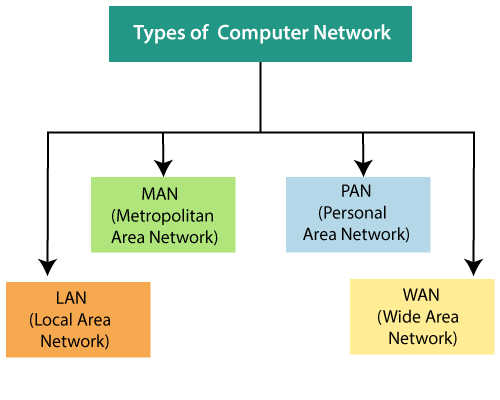 Types of Computer Network
MAN
(Metropolitan
Area Network)
PAN
(Personal
Area Network)
LAN
(Local Area
Network)
WAN
(Wide Area
Network)